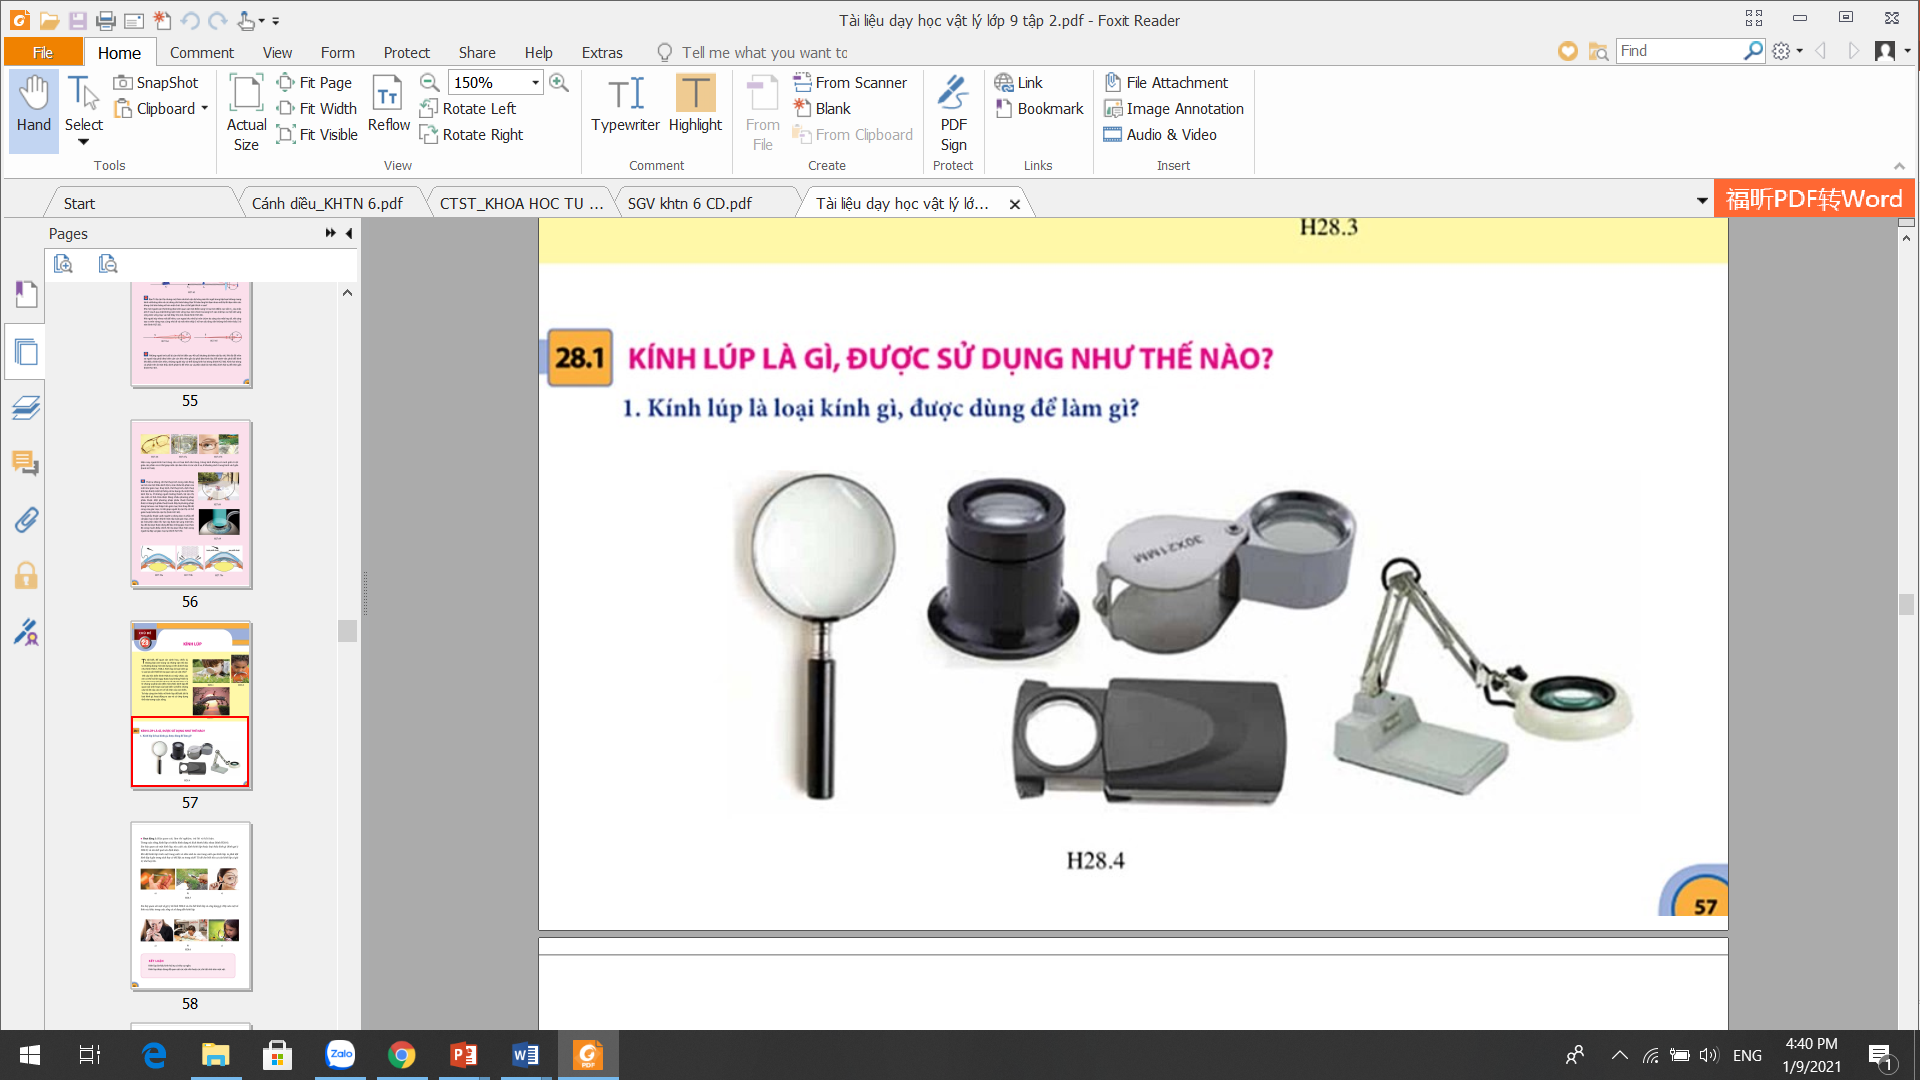 Tài liệu dạy học vật lý lớp 9 tập 2.pdf - Foxit Reader
File Home Comment View Form Protect Share Help Extras Tell me what you want to
Find
Hand
Select
SnapShot
Clipboard
Tools
Actual Size
Fit Page
Fit Width
Fit Visible
Reflow
150%
Rotate Left
Rotate Right
View
Typewriter
Highlight
Comment
From File
From Scanner
Blank
From Clipboard
Create
PDF Sign
Protect
Link
Bookmark
Links
File Attachment
Image Annotation
Audio & Video
Insert
Start
Cánh diều_KHTN 6.pdf
CTST_KHOA HOC TU ...
SGV khtn 6 CD.pdf
Tài liệu dạy học vật lý lớ...
福昕PDF转Word
Pages
55
56
KÍNH LÚP
57
58
H28.3
28.1 KÍNH LÚP LÀ GÌ, ĐƯỢC SỬ DỤNG NHƯ THẾ NÀO?
1. Kính lúp là loại kính gì, được dùng để làm gì?
30X21MM
H28.4
57
Zalo
PDF
ENG
4:40 PM
1/9/2021
1